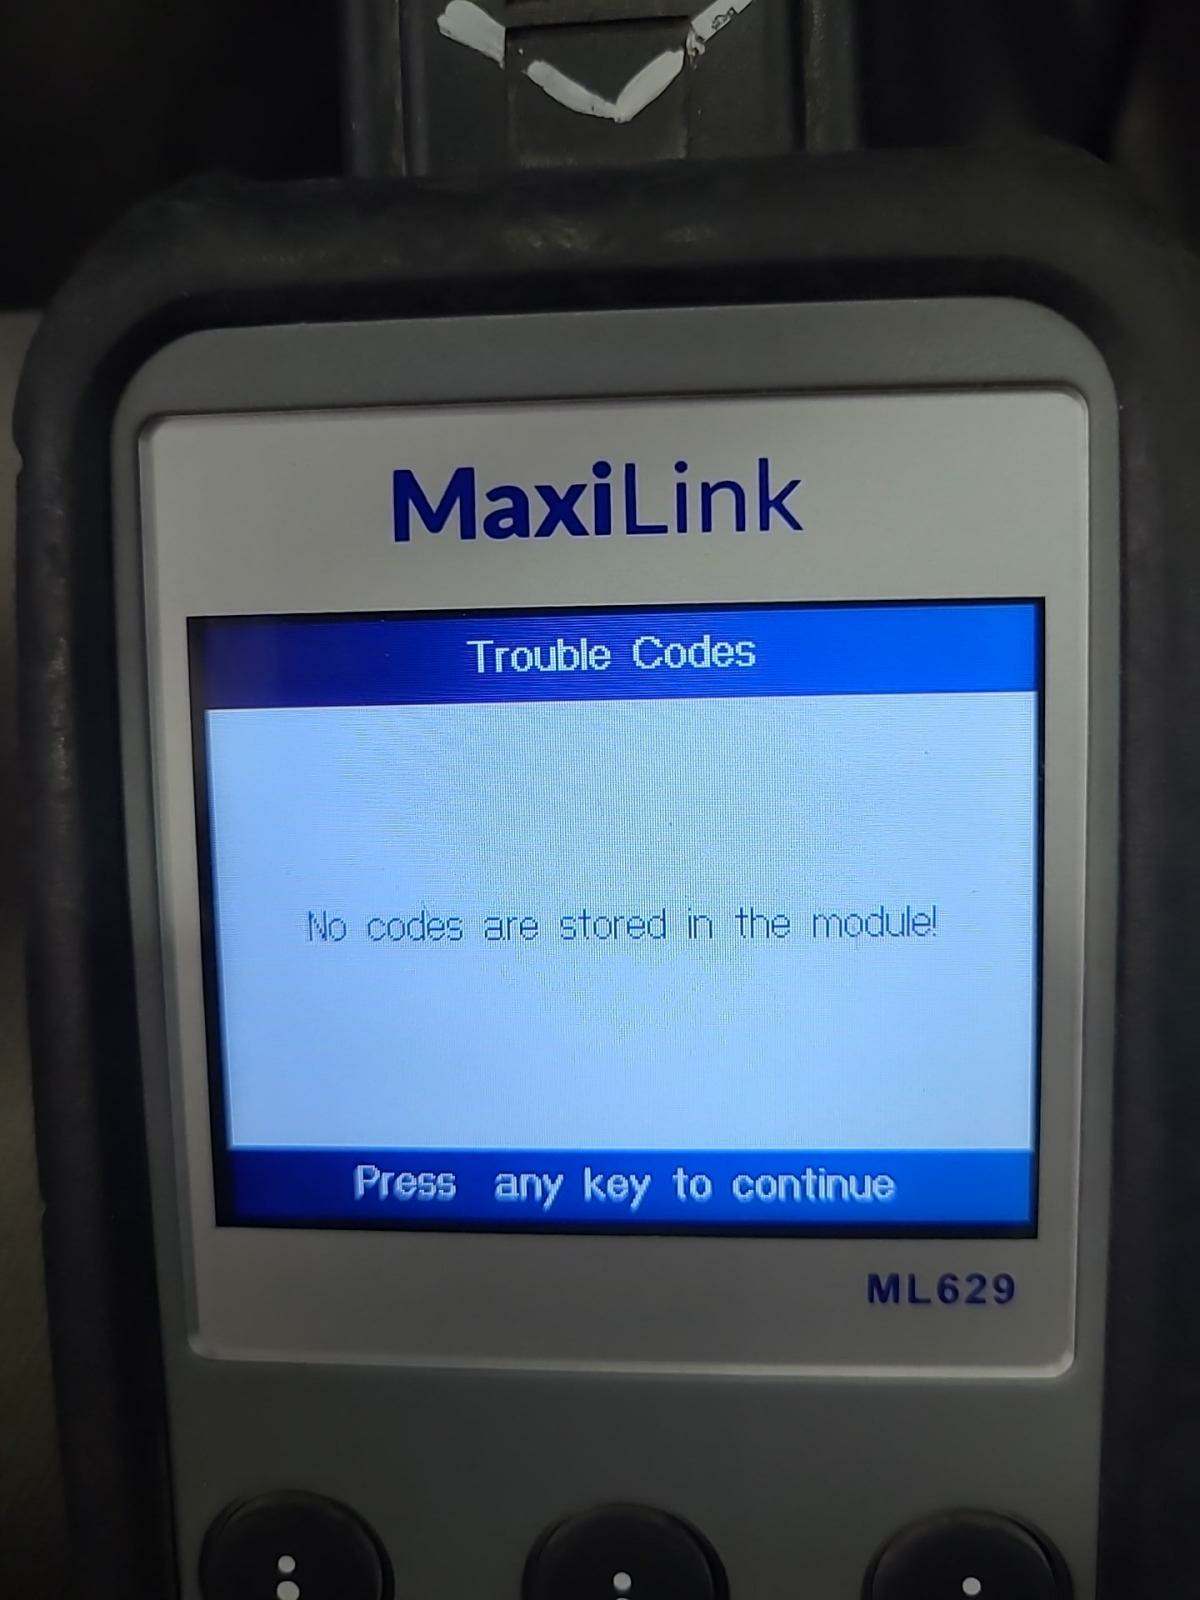 MaxiLink
Trouble Codes
No codes are stored in the module!
Press any key to continue
ML629